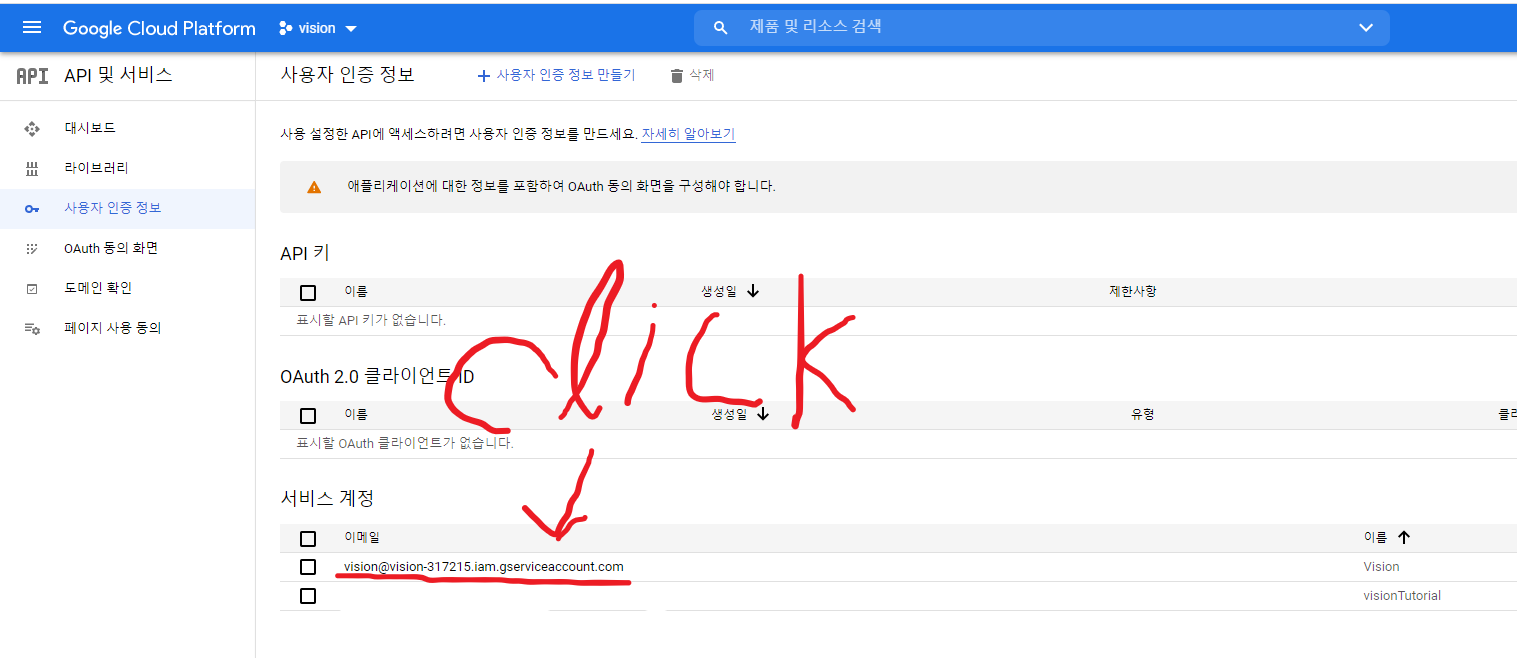 Google Cloud Platform vision 제품 및 리소스 검색
API API 및 서비스 사용자 인증 정보 + 사용자 인증 정보 만들기 삭제
대시보드
라이브러리
사용자 인증 정보
OAuth 동의 화면
도메인 확인
페이지 사용 동의
사용 설정한 API에 액세스하려면 사용자 인증 정보를 만드세요. 자세히 알아보기
애플리케이션에 대한 정보를 포함하여 OAuth 동의 화면을 구성해야 합니다.
API 키
이름 생성일 제한사항
표시할 API 키가 없습니다.
click
OAuth 2.0 클라이언트 ID
이름 생성일 유형
표시할 OAuth 클라이언트가 없습니다.
서비스 계정
이메일 이름
vision@vision-317215.iam.gserviceaccount.com Vision
visionTutorial